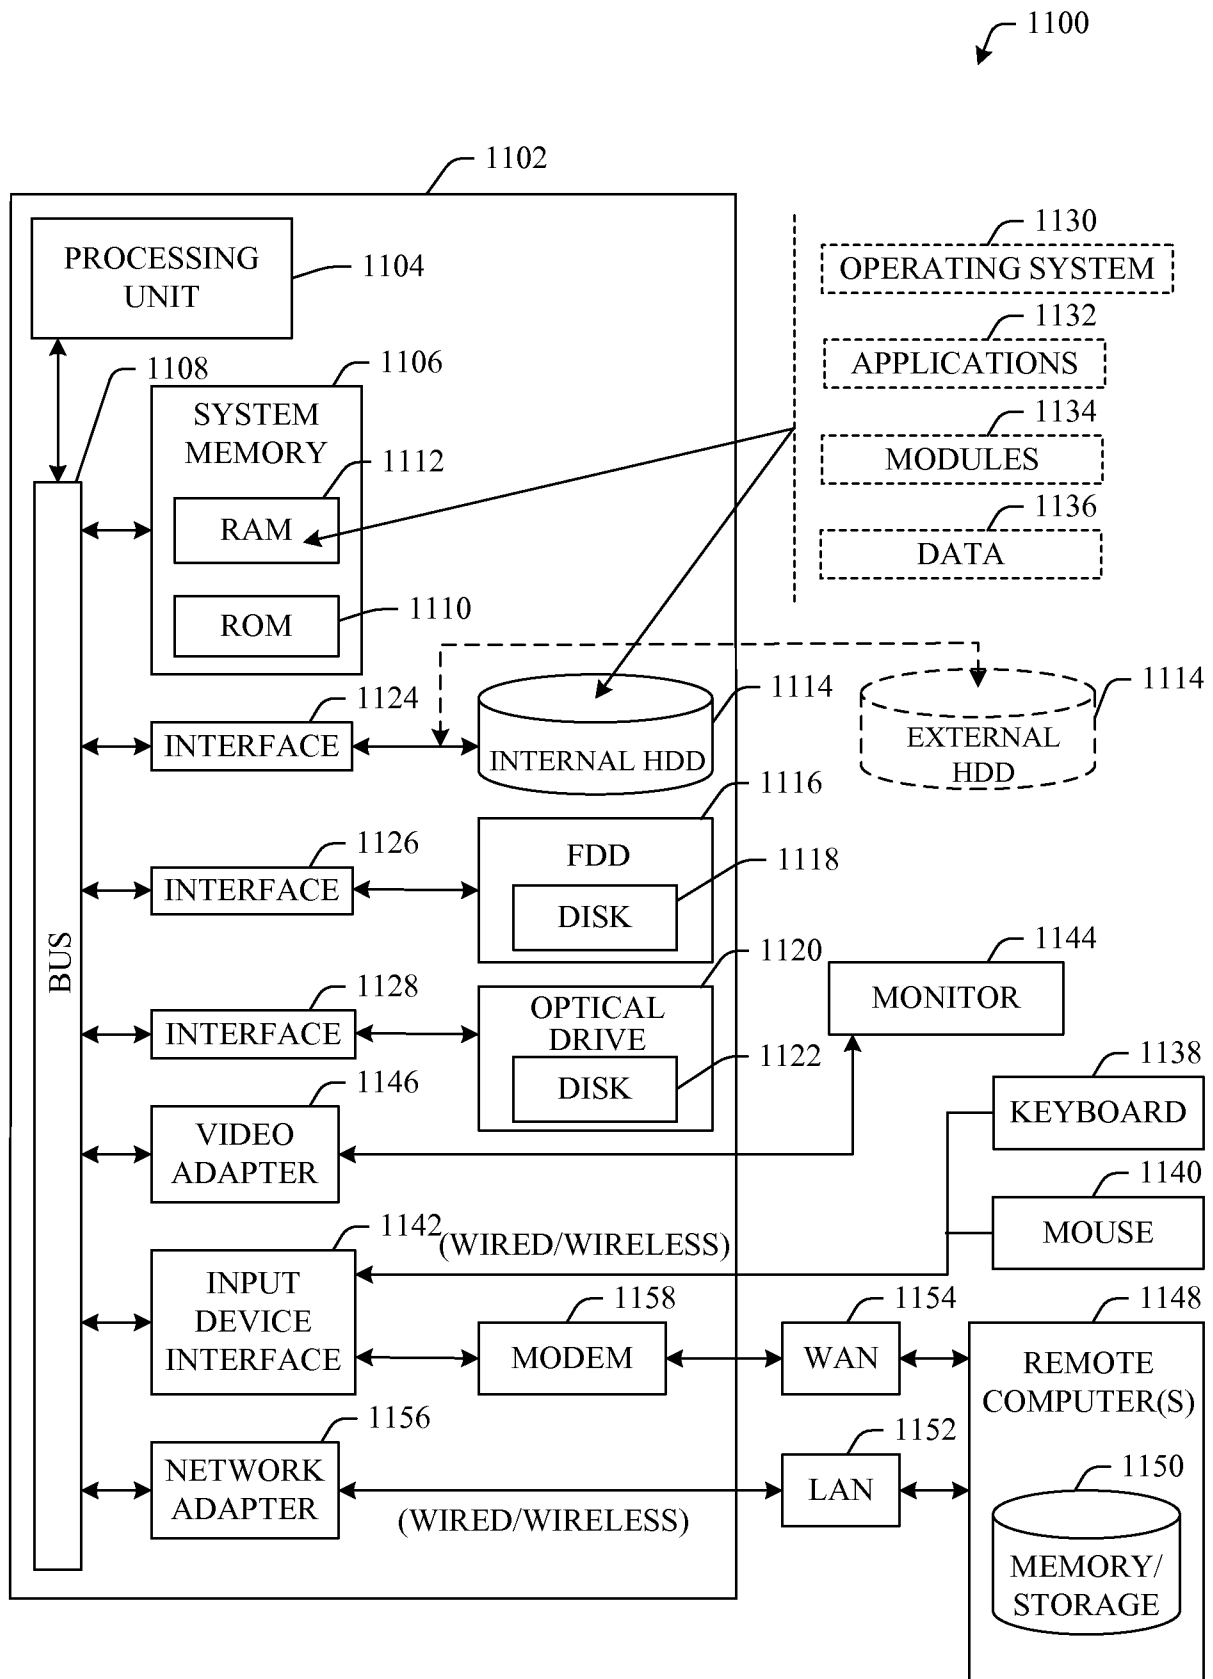 1100
1102
PROCESSING
UNIT
1104
1108
1106
SYSTEM
MEMORY
1112
RAM
1110
ROM
1130
OPERATING SYSTEM
1132
APPLICATIONS
1134
MODULES
1136
DATA
1124
INTERFACE
1114
INTERNAL HDD
1114
EXTERNAL
HDD
1126
INTERFACE
1116
FDD
1118
DISK
BUS
1128
INTERFACE
1120
OPTICAL
DRIVE
1122
DISK
1144
MONITOR
1146
VIDEO
ADAPTER
1138
KEYBOARD
1140
MOUSE
1142
(WIRED/WIRELESS)
INPUT
DEVICE
INTERFACE
1158
MODEM
1154
WAN
1148
REMOTE
COMPUTER(S)
1156
NETWORK
ADAPTER
(WIRED/WIRELESS)
1152
LAN
1150
MEMORY/
STORAGE